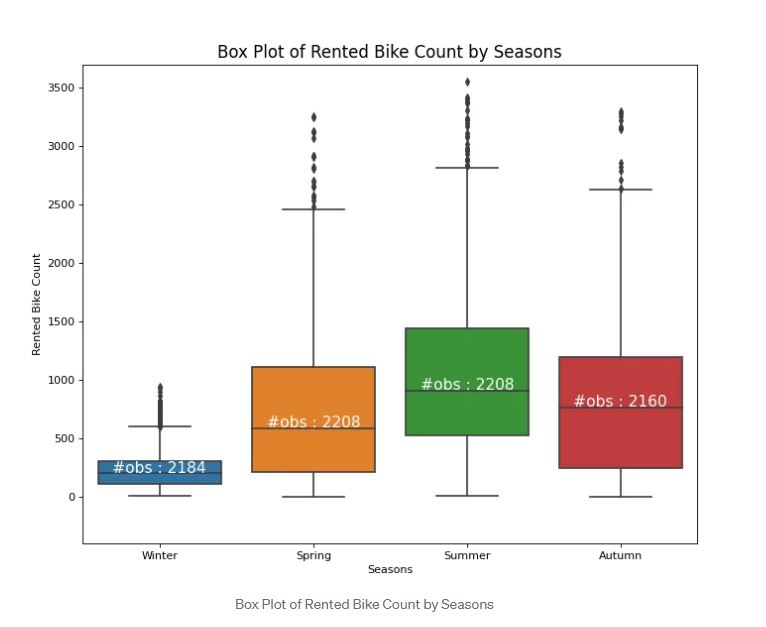 Box Plot of Rented Bike Count by Seasons
3500
3000
2500
2000
1500
1000
500
0
Rented Bike Count
#obs : 2184
#obs : 2208
#obs : 2208
#obs : 2160
Winter
Spring
Summer
Autumn
Seasons
Box Plot of Rented Bike Count by Seasons